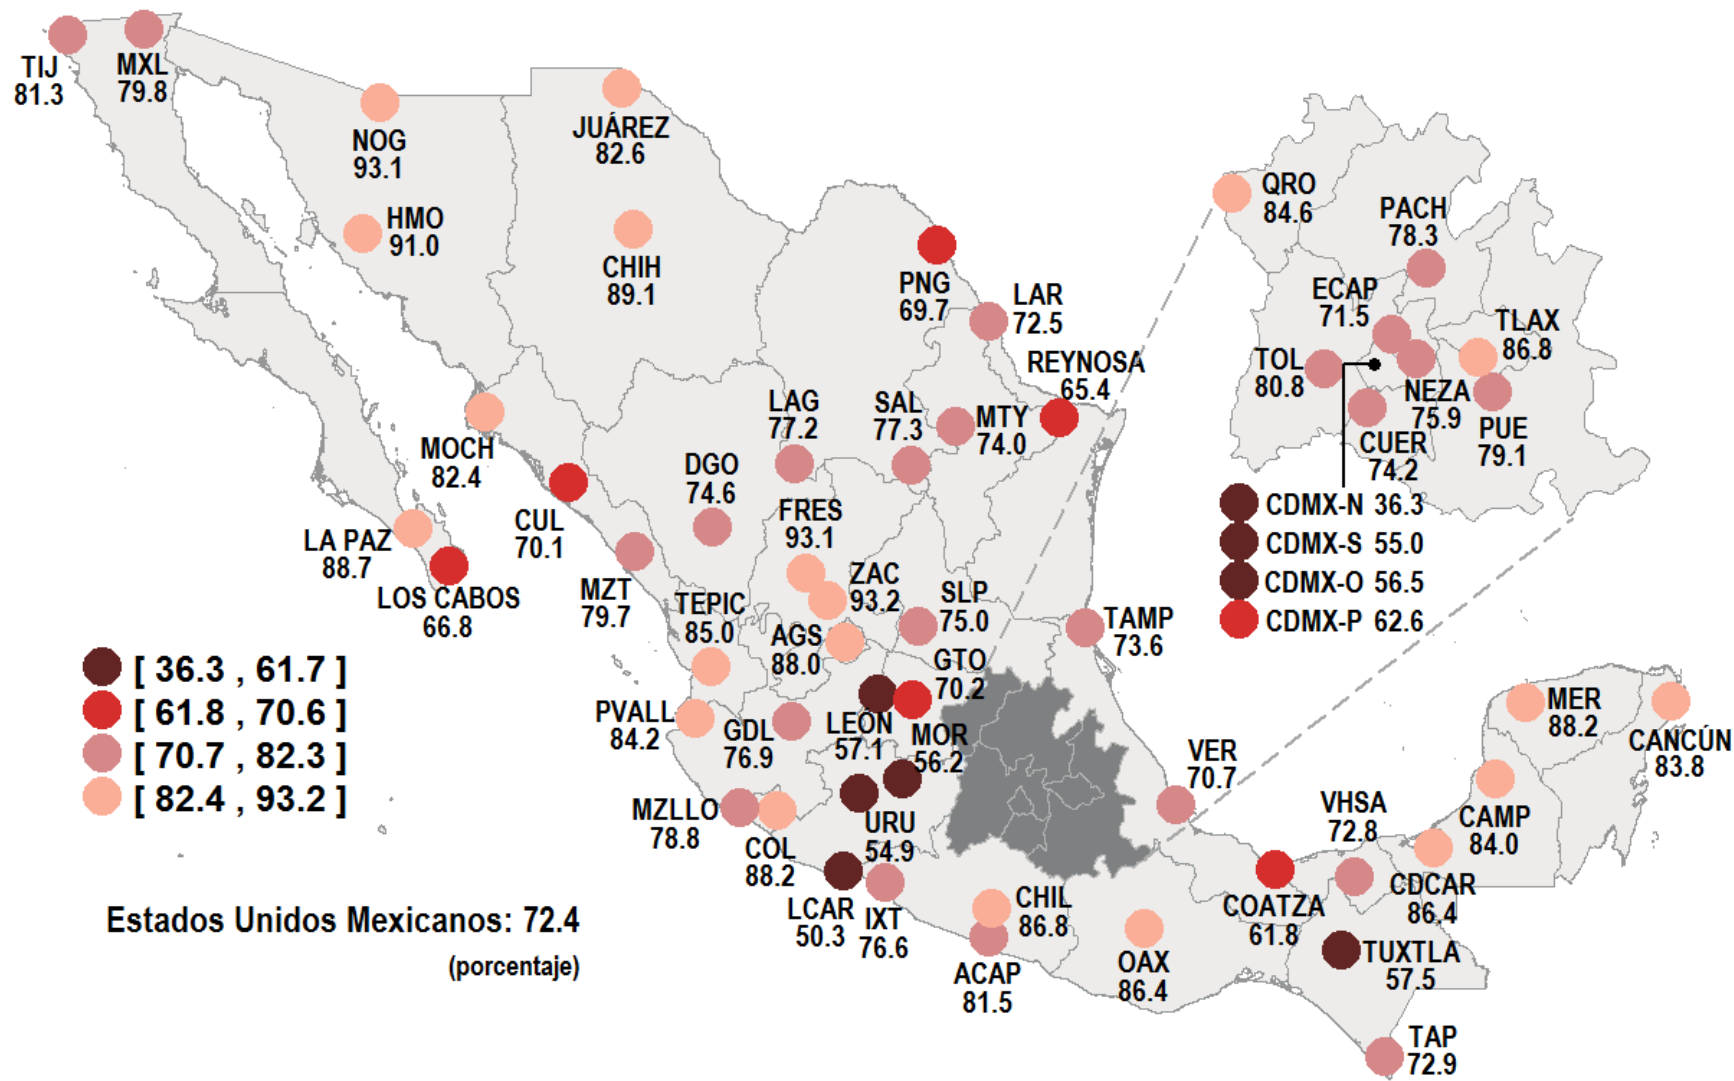 TIJ
81.3
MXL
79.8
NOG
93.1
HMO
91.0
JUÁREZ
82.6
CHIH
89.1
PNG
69.7
LAR
72.5
REYNOSA
65.4
LAG
77.2
SAL
77.3
MTY
74.0
MOCH
82.4
DGO
74.6
CUL
70.1
FRES
93.1
LA PAZ
88.7
LOS CABOS
66.8
MZT
79.7
ZAC
93.2
TEPIC
85.0
AGS
88.0
SLP
75.0
TAMP
73.6
GTO
70.2
PVALL
84.2
GDL
76.9
LEÓN
57.1
MOR
56.2
MZLLO
78.8
COL
88.2
URU
54.9
LCAR
50.3
IXT
76.6
CHIL
86.8
ACAP
81.5
OAX
86.4
VER
70.7
COATZA
61.8
VHSA
72.8
CDCAR
86.4
CAMP
84.0
MER
88.2
CANCÚN
83.8
TUXTLA
57.5
TAP
72.9
QRO
84.6
PACH
78.3
ECAP
71.5
TLAX
86.8
TOL
80.8
NEZA
75.9
CUER
74.2
PUE
79.1
CDMX-N 36.3
CDMX-S 55.0
CDMX-O 56.5
CDMX-P 62.6
[ 36.3 , 61.7 ]
[ 61.8 , 70.6 ]
[ 70.7 , 82.3 ]
[ 82.4 , 93.2 ]
Estados Unidos Mexicanos: 72.4
(porcentaje)